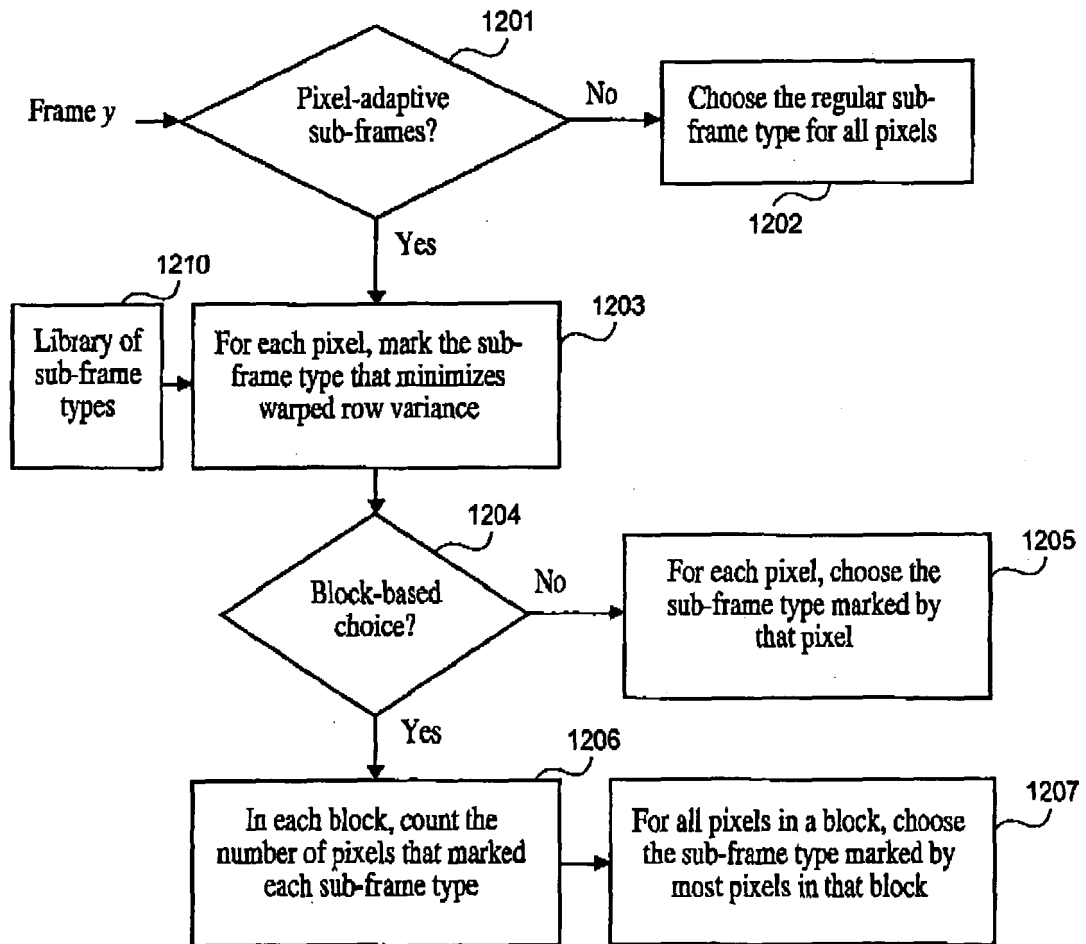 1201
Frame y
Pixel-adaptive
sub-frames?
No
Choose the regular sub-
frame type for all pixels
1202
Yes
1210
Library of
sub-frame
types
1203
For each pixel, mark the sub-
frame type that minimizes
warped row variance
1204
Block-based
choice?
No
1205
For each pixel, choose the
sub-frame type marked by
that pixel
Yes
1206
In each block, count the
number of pixels that marked
each sub-frame type
1207
For all pixels in a block, choose
the sub-frame type marked by
most pixels in that block